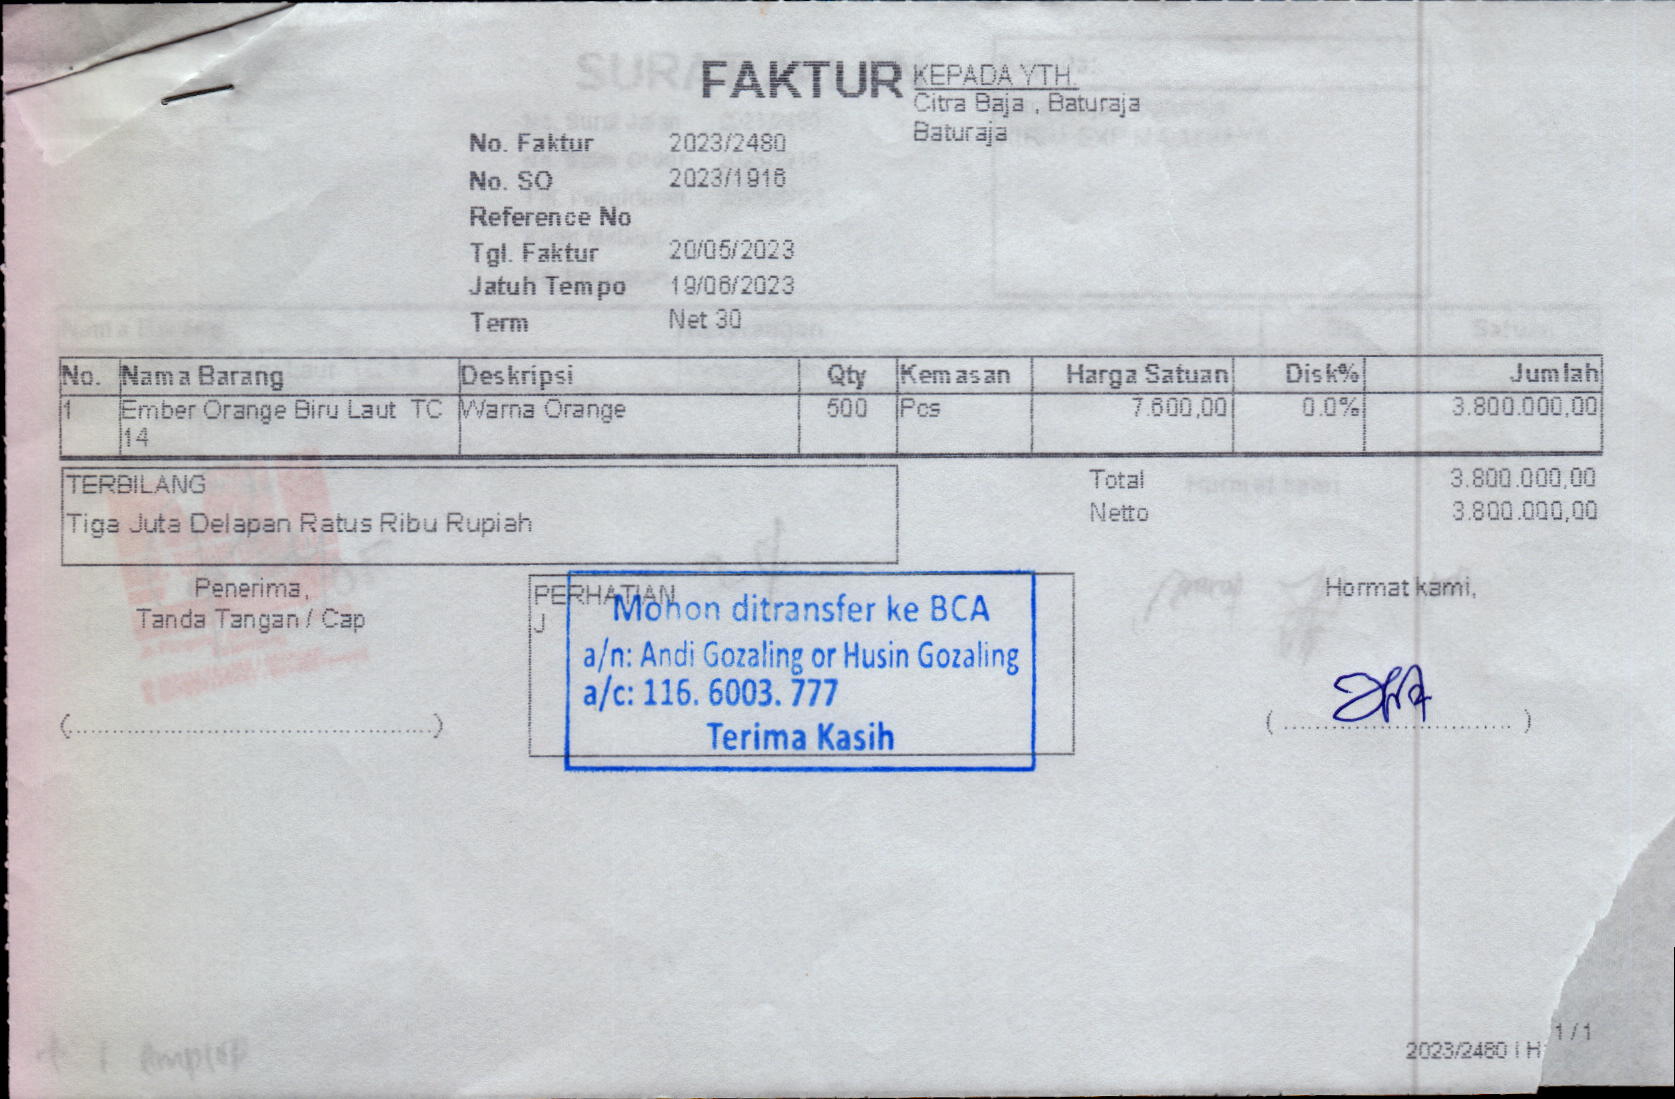 FAKTUR
KEPADA YTH.
Citra Baja , Baturaja
Baturaja
No. Faktur 2023/2480
No. SO 2023/1916
Reference No
Tgl. Faktur 20/05/2023
Jatuh Tempo 19/06/2023
Term Net 30
No. Nama Barang Deskripsi Qty Kemasan Harga Satuan Disk% Jumlah
1 Ember Orange Biru Laut TC 14 Warna Orange 500 Pcs 7.600,00 0.0% 3.800.000,00
TERBILANG
Tiga Juta Delapan Ratus Ribu Rupiah
Total 3.800.000,00
Netto 3.800.000,00
Penerima,
Tanda Tangan / Cap
(..............................................)
PERHATIAN
J
Mohon ditransfer ke BCA
a/n: Andi Gozaling or Husin Gozaling
a/c: 116. 6003. 777
Terima Kasih
Hormat kami,
( .............................. )
1 / 1
2023/2480 | H